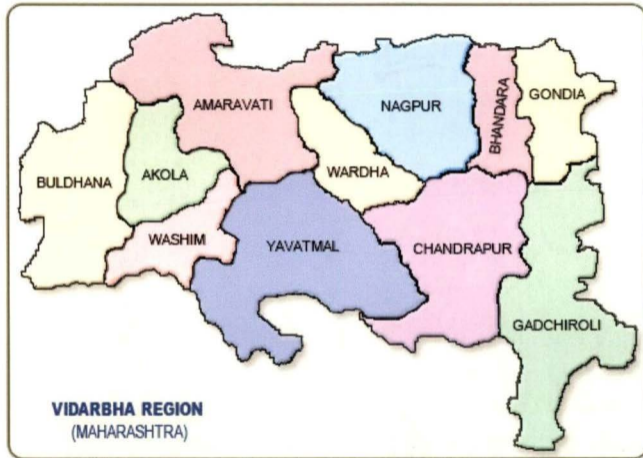 AMARAVATI
NAGPUR
BHANDARA
GONDIA
BULDHANA
AKOLA
WARDHA
WASHIM
YAVATMAL
CHANDRAPUR
GADCHIROLI
VIDARBHA REGION
(MAHARASHTRA)